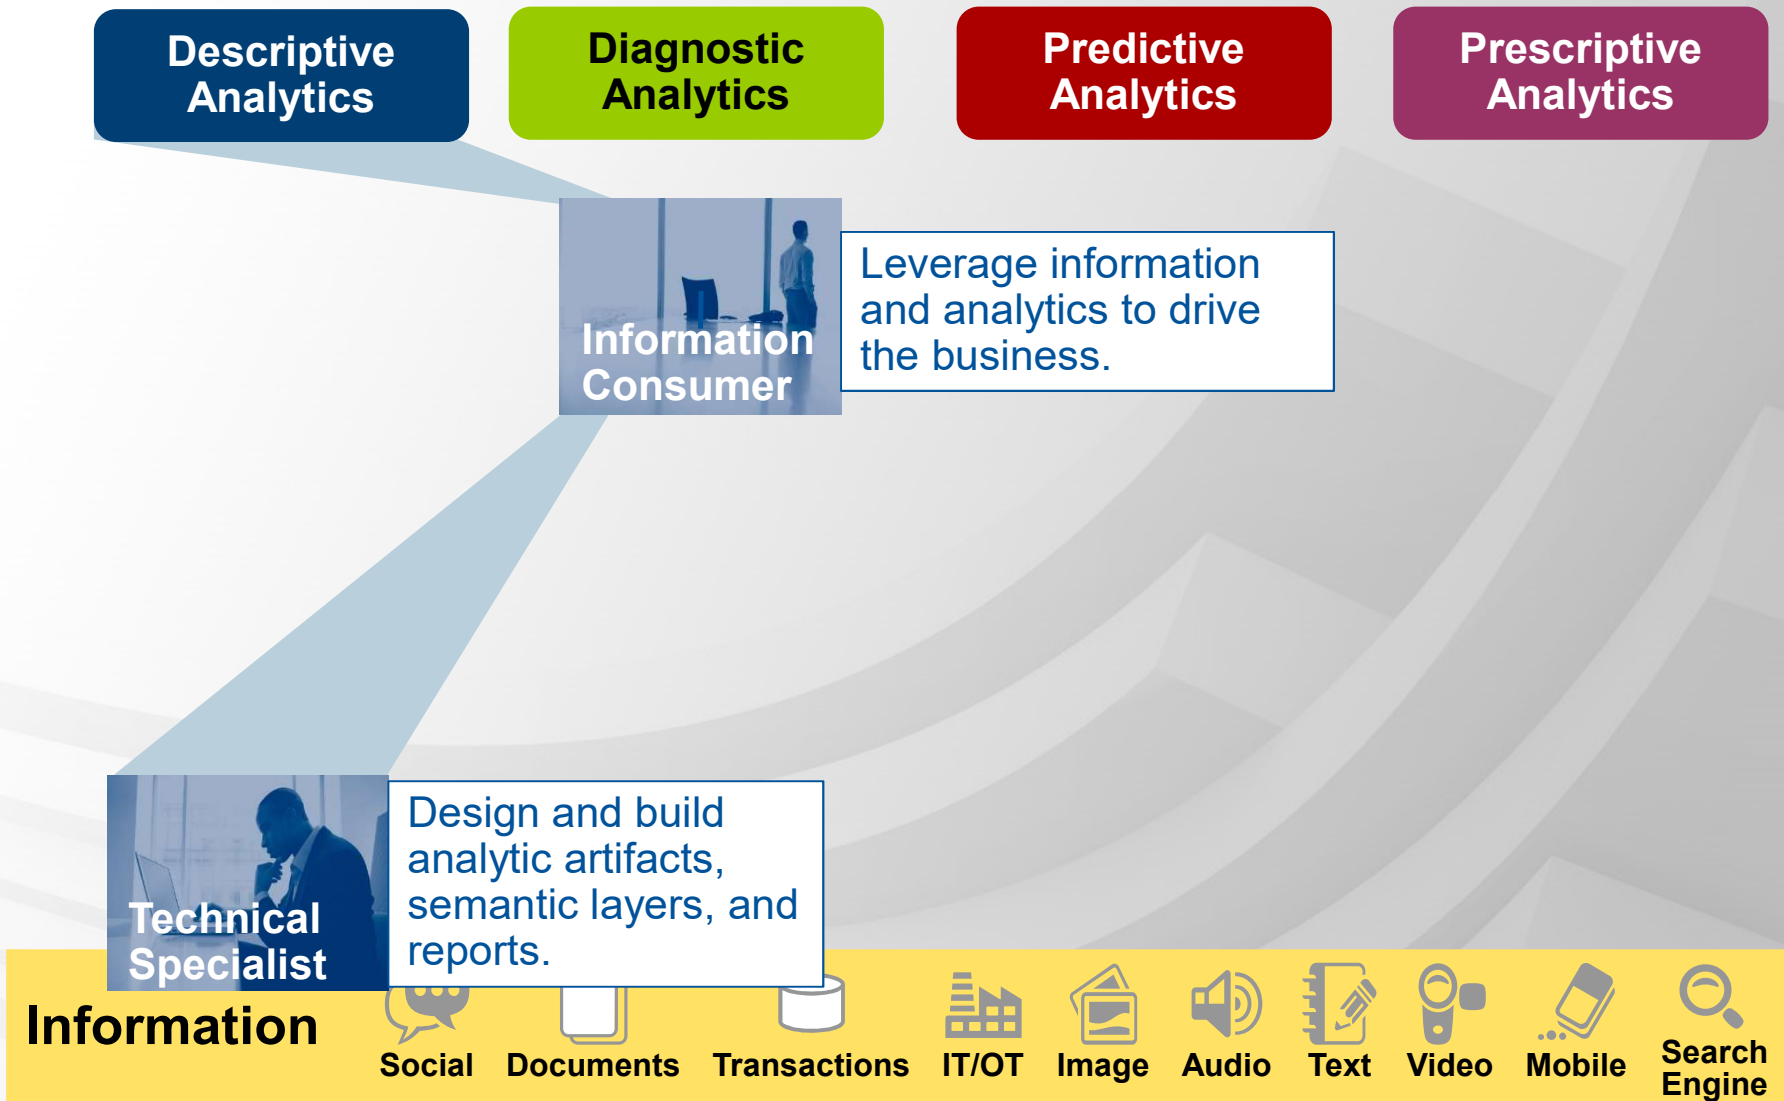 Descriptive
Analytics
Diagnostic
Analytics
Predictive
Analytics
Prescriptive
Analytics
Information
Consumer
Leverage information
and analytics to drive
the business.
Technical
Specialist
Design and build
analytic artifacts,
semantic layers, and
reports.
Information
Social
Documents
Transactions
IT/OT
Image
Audio
Text
Video
Mobile
Search
Engine